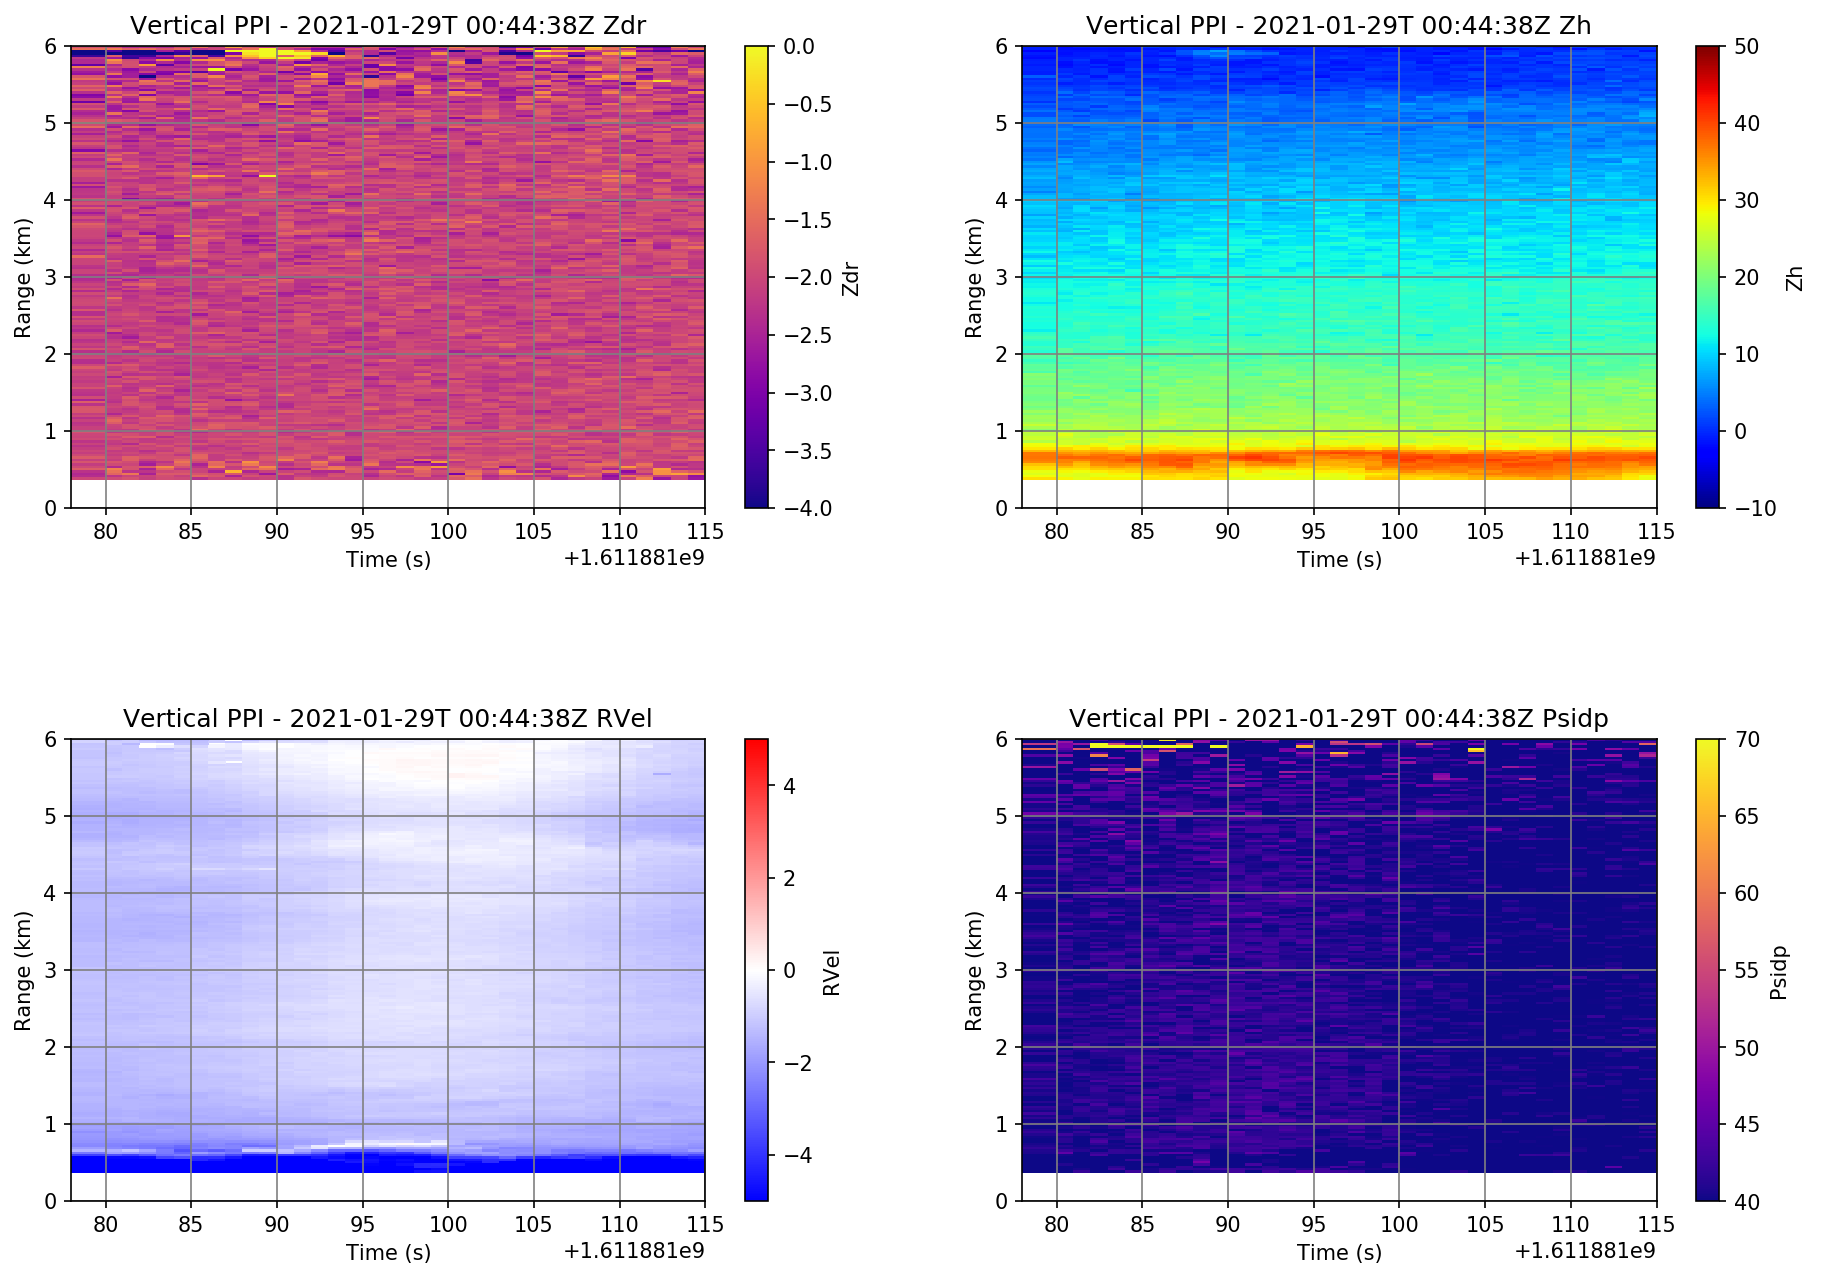 Vertical PPI - 2021-01-29T 00:44:38Z Zdr
6
5
4
3
2
1
0
Range (km)
80 85 90 95 100 105 110 115
Time (s)
+1.611881e9
0.0
−0.5
−1.0
−1.5
−2.0
−2.5
−3.0
−3.5
−4.0
Zdr
Vertical PPI - 2021-01-29T 00:44:38Z Zh
6
5
4
3
2
1
0
Range (km)
80 85 90 95 100 105 110 115
Time (s)
+1.611881e9
50
40
30
20
10
0
−10
Zh
Vertical PPI - 2021-01-29T 00:44:38Z RVel
6
5
4
3
2
1
0
Range (km)
80 85 90 95 100 105 110 115
Time (s)
+1.611881e9
4
2
0
−2
−4
RVel
Vertical PPI - 2021-01-29T 00:44:38Z Psidp
6
5
4
3
2
1
0
Range (km)
80 85 90 95 100 105 110 115
Time (s)
+1.611881e9
70
65
60
55
50
45
40
Psidp